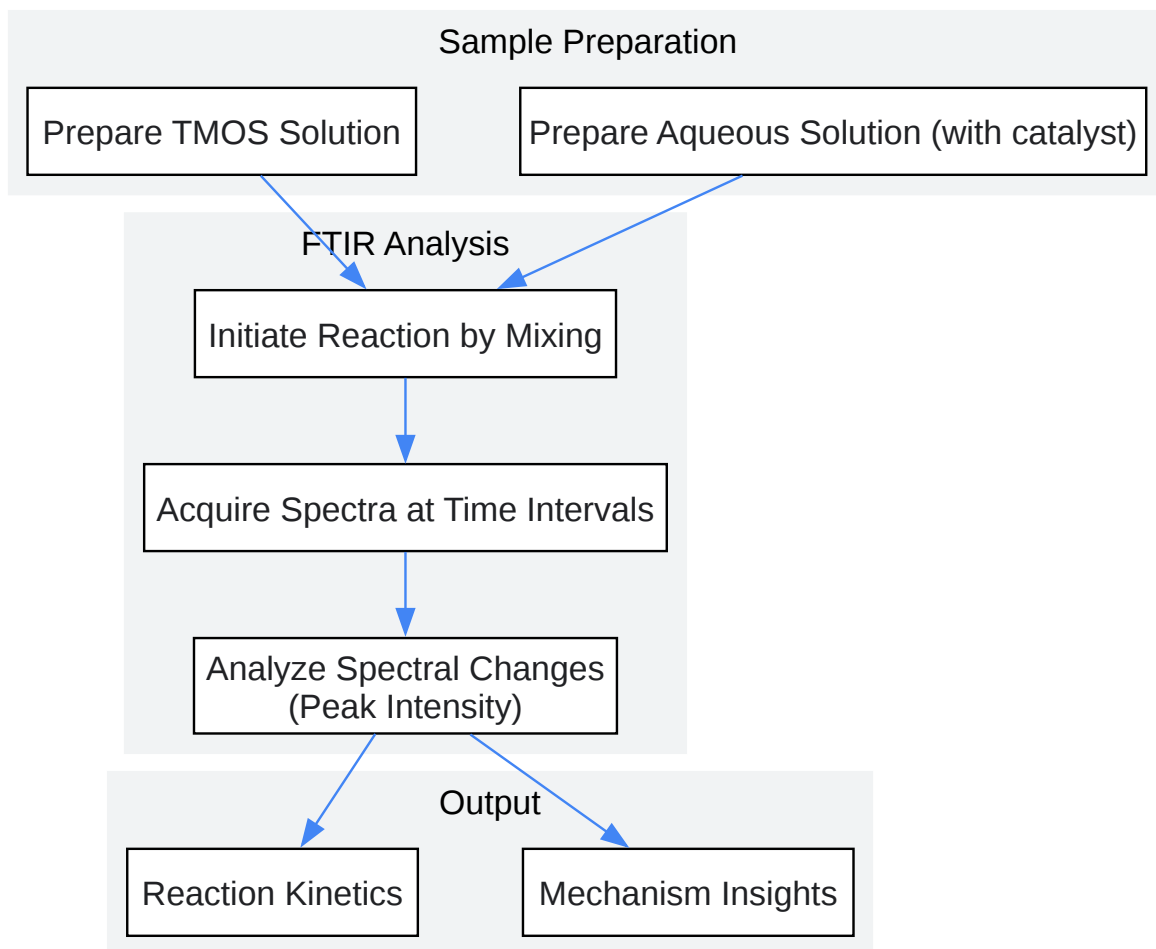 Sample Preparation
Prepare TMOS Solution
Prepare Aqueous Solution (with catalyst)
FTIR Analysis
Initiate Reaction by Mixing
Acquire Spectra at Time Intervals
Analyze Spectral Changes
(Peak Intensity)
Output
Reaction Kinetics
Mechanism Insights